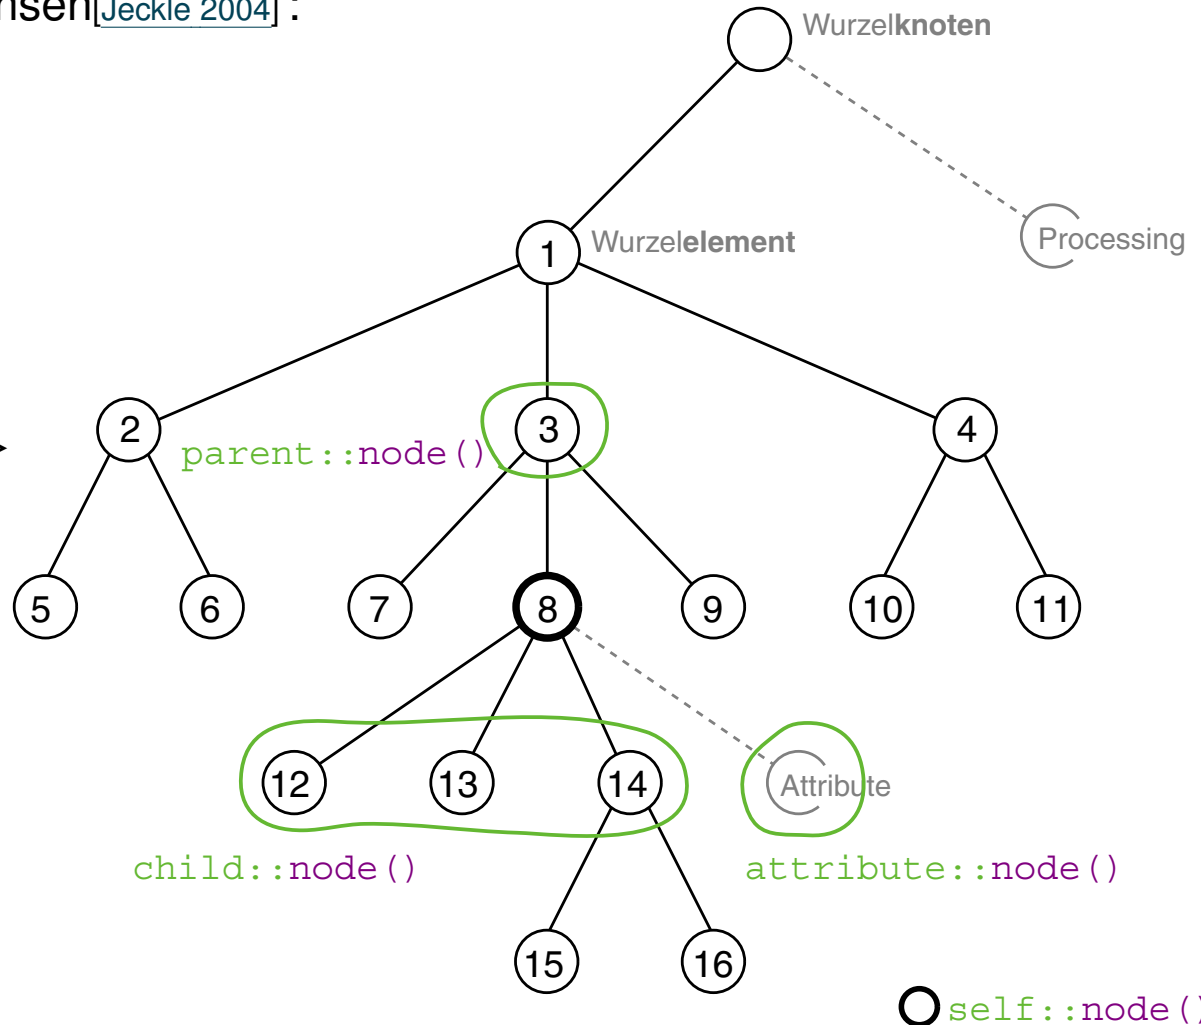 nsen[Jeckle 2004]:
Wurzelknoten
Processing
1 Wurzelelement
2 3 4
parent::node()
5 6 7 8 9 10 11
12 13 14 Attribute
child::node() attribute::node()
15 16
self::node()